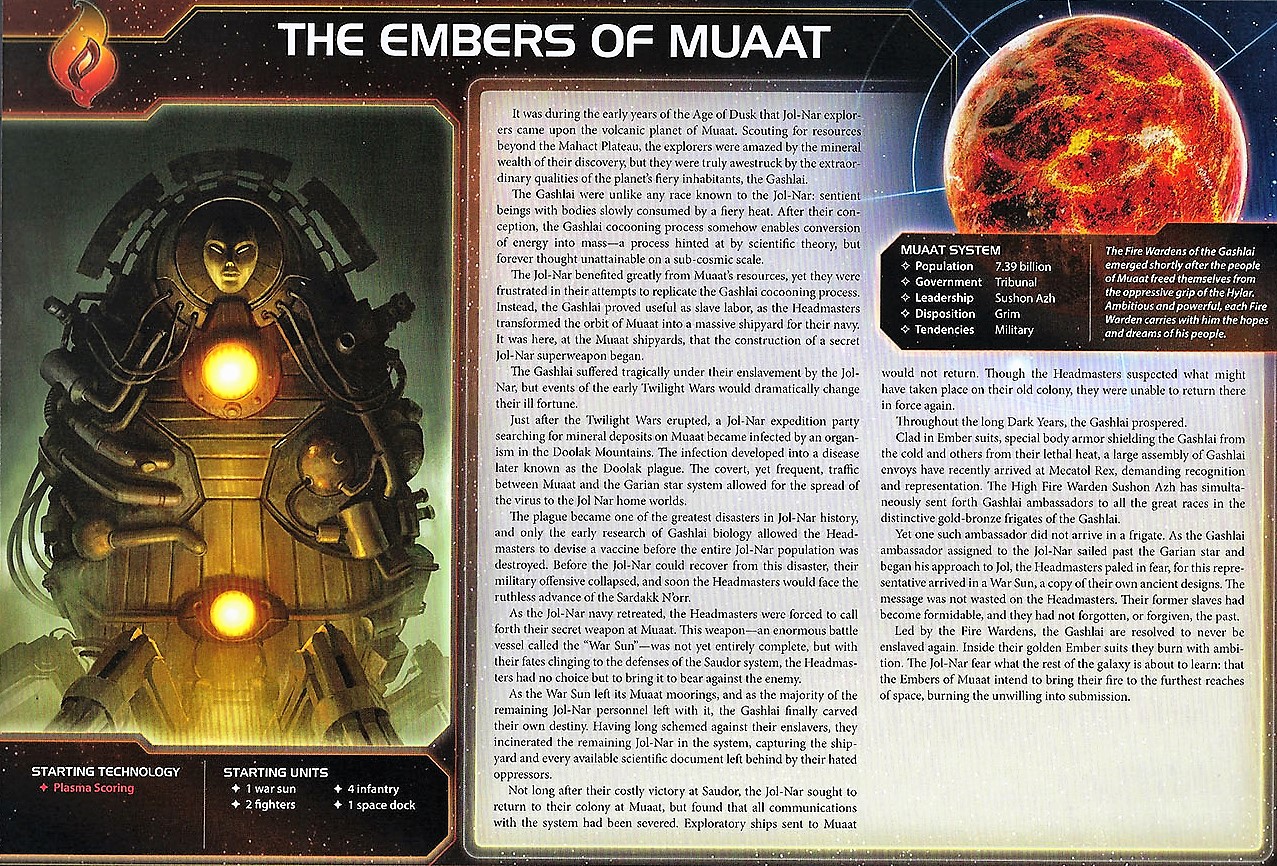 THE EMBERS OF MUAAT
It was during the early years of the Age of Dusk that Jol-Nar explor-
ers came upon the volcanic planet of Muaat. Scouting for resources
beyond the Mahact Plateau, the explorers were amazed by the mineral
wealth of their discovery, but they were truly awestruck by the extraor-
dinary qualities of the planet's fiery inhabitants, the Gashlai.
The Gashlai were unlike any race known to the Jol-Nar: sentient
beings with bodies slowly consumed by a fiery heat. After their con-
ception, the Gashlai cocooning process somehow enables conversion
of energy into mass—a process hinted at by scientific theory, but
forever thought unattainable on a sub-cosmic scale.
The Jol-Nar benefited greatly from Muaat's resources, yet they were
frustrated in their attempts to replicate the Gashlai cocooning process.
Instead, the Gashlai proved useful as slave labor, as the Headmasters
transformed the orbit of Muaat into a massive shipyard for their navy.
It was here, at the Muaat shipyards, that the construction of a secret
Jol-Nar superweapon began.
The Gashlai suffered tragically under their enslavement by the Jol-
Nar, but events of the early Twilight Wars would dramatically change
their ill fortune.
Just after the Twilight Wars erupted, a Jol-Nar expedition party
searching for mineral deposits on Muaat became infected by an organ-
ism in the Doolak Mountains. The infection developed into a disease
later known as the Doolak plague. The covert, yet frequent, traffic
between Muaat and the Garian star system allowed for the spread of
the virus to the Jol Nar home worlds.
The plague became one of the greatest disasters in Jol-Nar history,
and only the early research of Gashlai biology allowed the Head-
masters to devise a vaccine before the entire Jol-Nar population was
destroyed. Before the Jol-Nar could recover from this disaster, their
military offensive collapsed, and soon the Headmasters would face the
ruthless advance of the Sardakk N'orr.
As the Jol-Nar navy retreated, the Headmasters were forced to call
forth their secret weapon at Muaat. This weapon—an enormous battle
vessel called the "War Sun"—was not yet entirely complete, but with
their fates clinging to the defenses of the Saudor system, the Headmas-
ters had no choice but to bring it to bear against the enemy.
As the War Sun left its Muaat moorings, and as the majority of the
remaining Jol-Nar personnel left with it, the Gashlai finally carved
their own destiny. Having long schemed against their enslavers, they
incinerated the remaining Jol-Nar in the system, capturing the ship-
yard and every available scientific document left behind by their hated
oppressors.
Not long after their costly victory at Saudor, the Jol-Nar sought to
return to their colony at Muaat, but found that all communications
with the system had been severed. Exploratory ships sent to Muaat
MUAAT SYSTEM
Population 7.39 billion
Government Tribunal
Leadership Sushon Azh
Disposition Grim
Tendencies Military
The Fire Wardens of the Gashlai
emerged shortly after the people
of Muaat freed themselves from
the oppressive grip of the Hylar.
Ambitious and powerful, each Fire
Warden carries with him the hopes
and dreams of his people.
would not return. Though the Headmasters suspected what might
have taken place on their old colony, they were unable to return there
in force again.
Throughout the long Dark Years, the Gashlai prospered.
Clad in Ember suits, special body armor shielding the Gashlai from
the cold and others from their lethal heat, a large assembly of Gashlai
envoys have recently arrived at Mecatol Rex, demanding recognition
and representation. The High Fire Warden Sushon Azh has simulta-
neously sent forth Gashlai ambassadors to all the great races in the
distinctive gold-bronze frigates of the Gashlai.
Yet one such ambassador did not arrive in a frigate. As the Gashlai
ambassador assigned to the Jol-Nar sailed past the Garian star and
began his approach to Jol, the Headmasters paled in fear, for this repre-
sentative arrived in a War Sun, a copy of their own ancient designs. The
message was not wasted on the Headmasters. Their former slaves had
become formidable, and they had not forgotten, or forgiven, the past.
Led by the Fire Wardens, the Gashlai are resolved to never be
enslaved again. Inside their golden Ember suits they burn with ambi-
tion. The Jol-Nar fear what the rest of the galaxy is about to learn: that
the Embers of Muaat intend to bring their fire to the furthest reaches
of space, burning the unwilling into submission.
STARTING TECHNOLOGY
Plasma Scoring
STARTING UNITS
1 war sun 4 infantry
2 fighters 1 space dock